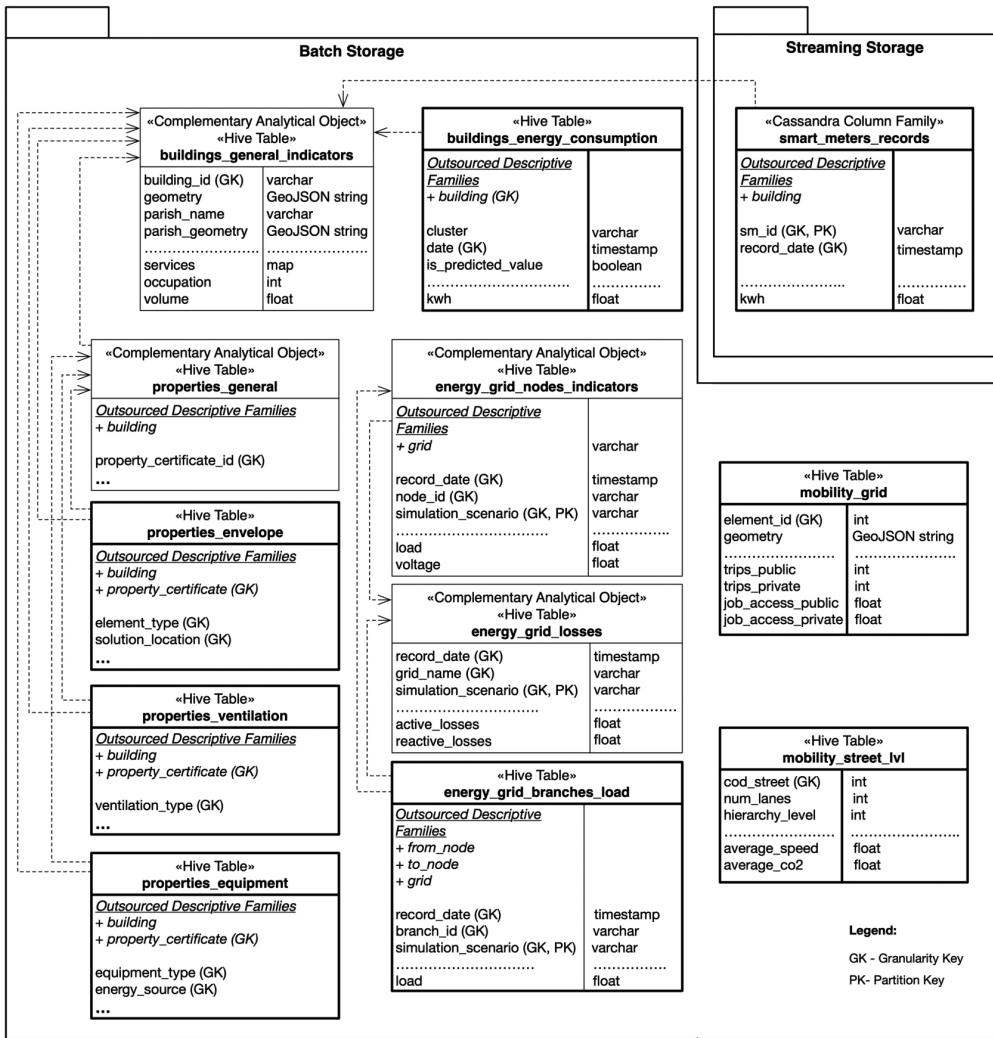 Batch Storage
Streaming Storage
«Complementary Analytical Object»
«Hive Table»
buildings_general_indicators
building_id (GK) varchar
geometry GeoJSON string
parish_name varchar
parish_geometry GeoJSON string
........................................
services map
occupation int
volume float
«Hive Table»
buildings_energy_consumption
Outsourced Descriptive
Families
+ building (GK)
cluster varchar
date (GK) timestamp
is_predicted_value boolean
........................................
kwh float
«Cassandra Column Family»
smart_meters_records
Outsourced Descriptive
Families
+ building
sm_id (GK, PK) varchar
record_date (GK) timestamp
........................................
kwh float
«Complementary Analytical Object»
«Hive Table»
properties_general
Outsourced Descriptive Families
+ building
property_certificate_id (GK)
...
«Hive Table»
properties_envelope
Outsourced Descriptive Families
+ building
+ property_certificate (GK)
element_type (GK)
solution_location (GK)
...
«Hive Table»
properties_ventilation
Outsourced Descriptive Families
+ building
+ property_certificate (GK)
ventilation_type (GK)
...
«Hive Table»
properties_equipment
Outsourced Descriptive Families
+ building
+ property_certificate (GK)
equipment_type (GK)
energy_source (GK)
...
«Complementary Analytical Object»
«Hive Table»
energy_grid_nodes_indicators
Outsourced Descriptive
Families
+ grid varchar
record_date (GK) timestamp
node_id (GK) varchar
simulation_scenario (GK, PK) varchar
........................................
load float
voltage float
«Complementary Analytical Object»
«Hive Table»
energy_grid_losses
record_date (GK) timestamp
grid_name (GK) varchar
simulation_scenario (GK, PK) varchar
........................................
active_losses float
reactive_losses float
«Hive Table»
energy_grid_branches_load
Outsourced Descriptive
Families
+ from_node
+ to_node
+ grid
record_date (GK) timestamp
branch_id (GK) varchar
simulation_scenario (GK, PK) varchar
........................................
load float
«Hive Table»
mobility_grid
element_id (GK) int
geometry GeoJSON string
........................................
trips_public int
trips_private int
job_access_public float
job_access_private float
«Hive Table»
mobility_street_lvl
cod_street (GK) int
num_lanes int
hierarchy_level int
........................................
average_speed float
average_co2 float
Legend:
GK - Granularity Key
PK- Partition Key